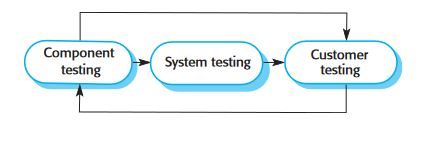 Component
testing
System testing
Customer
testing